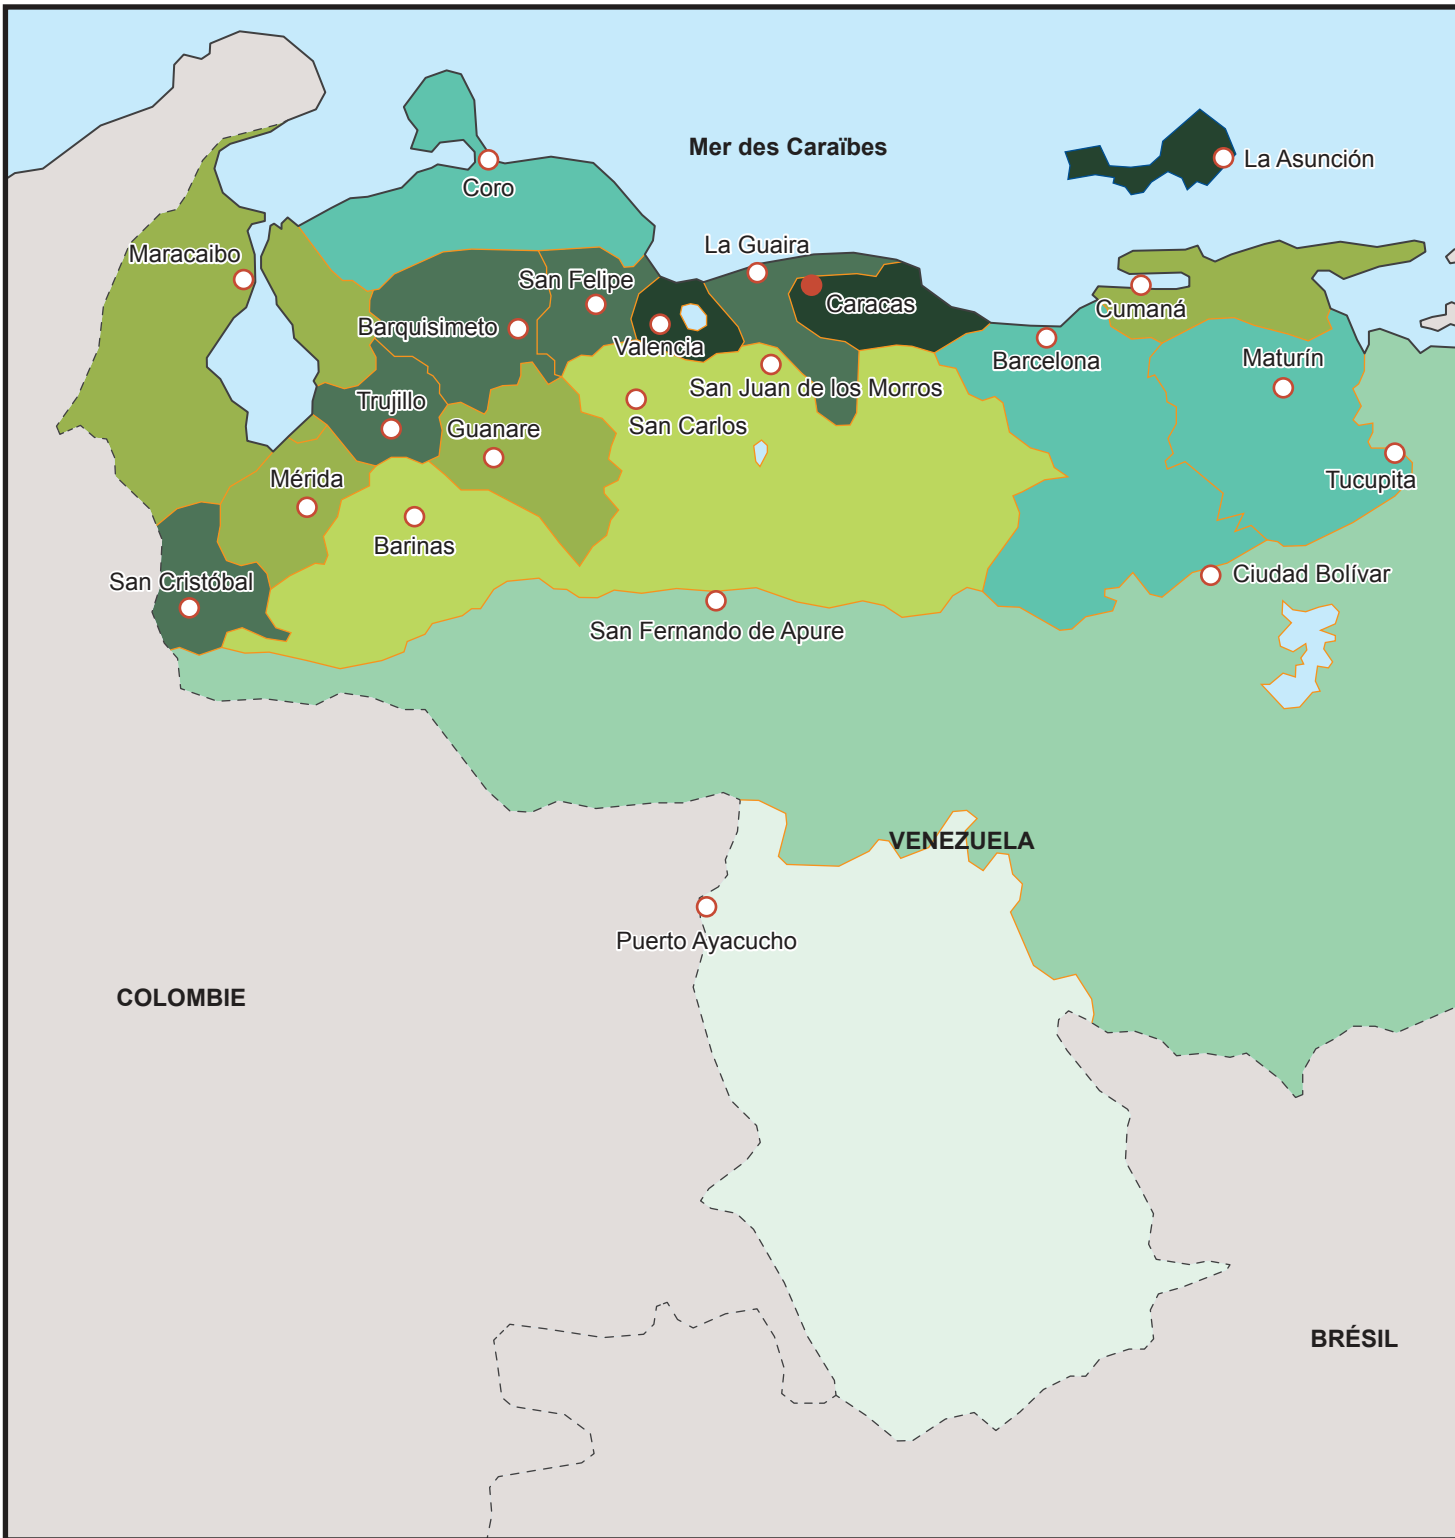 Mer des Caraïbes
La Asunción
Coro
La Guaira
Maracaibo
San Felipe
Caracas
Cumaná
Barquisimeto
Valencia
Barcelona
Maturín
San Juan de los Morros
Trujillo
Guanare
San Carlos
Mérida
Tucupita
Barinas
San Cristóbal
Ciudad Bolívar
San Fernando de Apure
VENEZUELA
Puerto Ayacucho
COLOMBIE
BRÉSIL